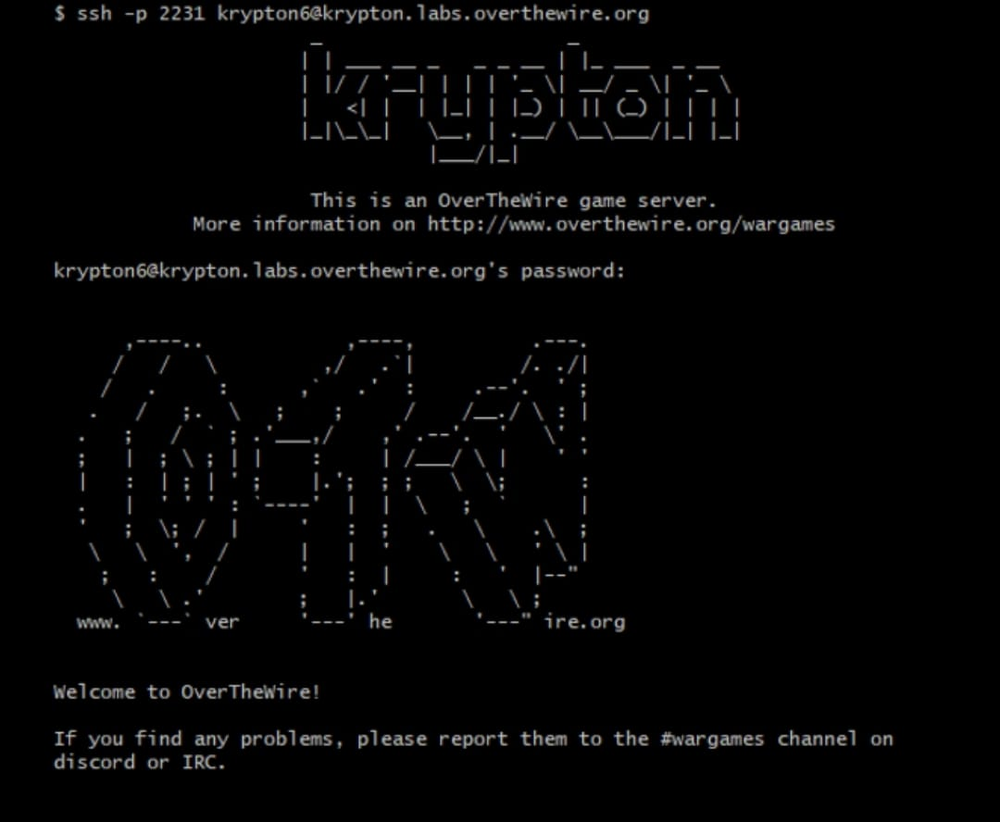 $ ssh -p 2231 krypton6@krypton.labs.overthewire.org
krypton
This is an OverTheWire game server.
More information on http://www.overthewire.org/wargames
krypton6@krypton.labs.overthewire.org's password:
www. ver he ire.org
Welcome to OverTheWire!
If you find any problems, please report them to the #wargames channel on
discord or IRC.